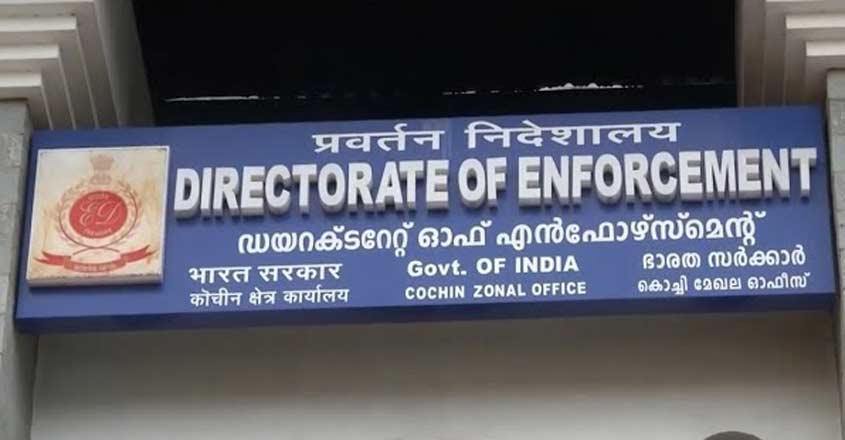 प्रवर्तन निदेशालय
DIRECTORATE OF ENFORCEMENT
ഡയറക്ടറേറ്റ് ഓഫ് എൻഫോഴ്സ്മെന്റ്
भारत सरकार Govt. OF INDIA ഭാരത സർക്കാർ
कोचीन क्षेत्र कार्यालय COCHIN ZONAL OFFICE കൊച്ചി മേഖല ഓഫീസ്
ED